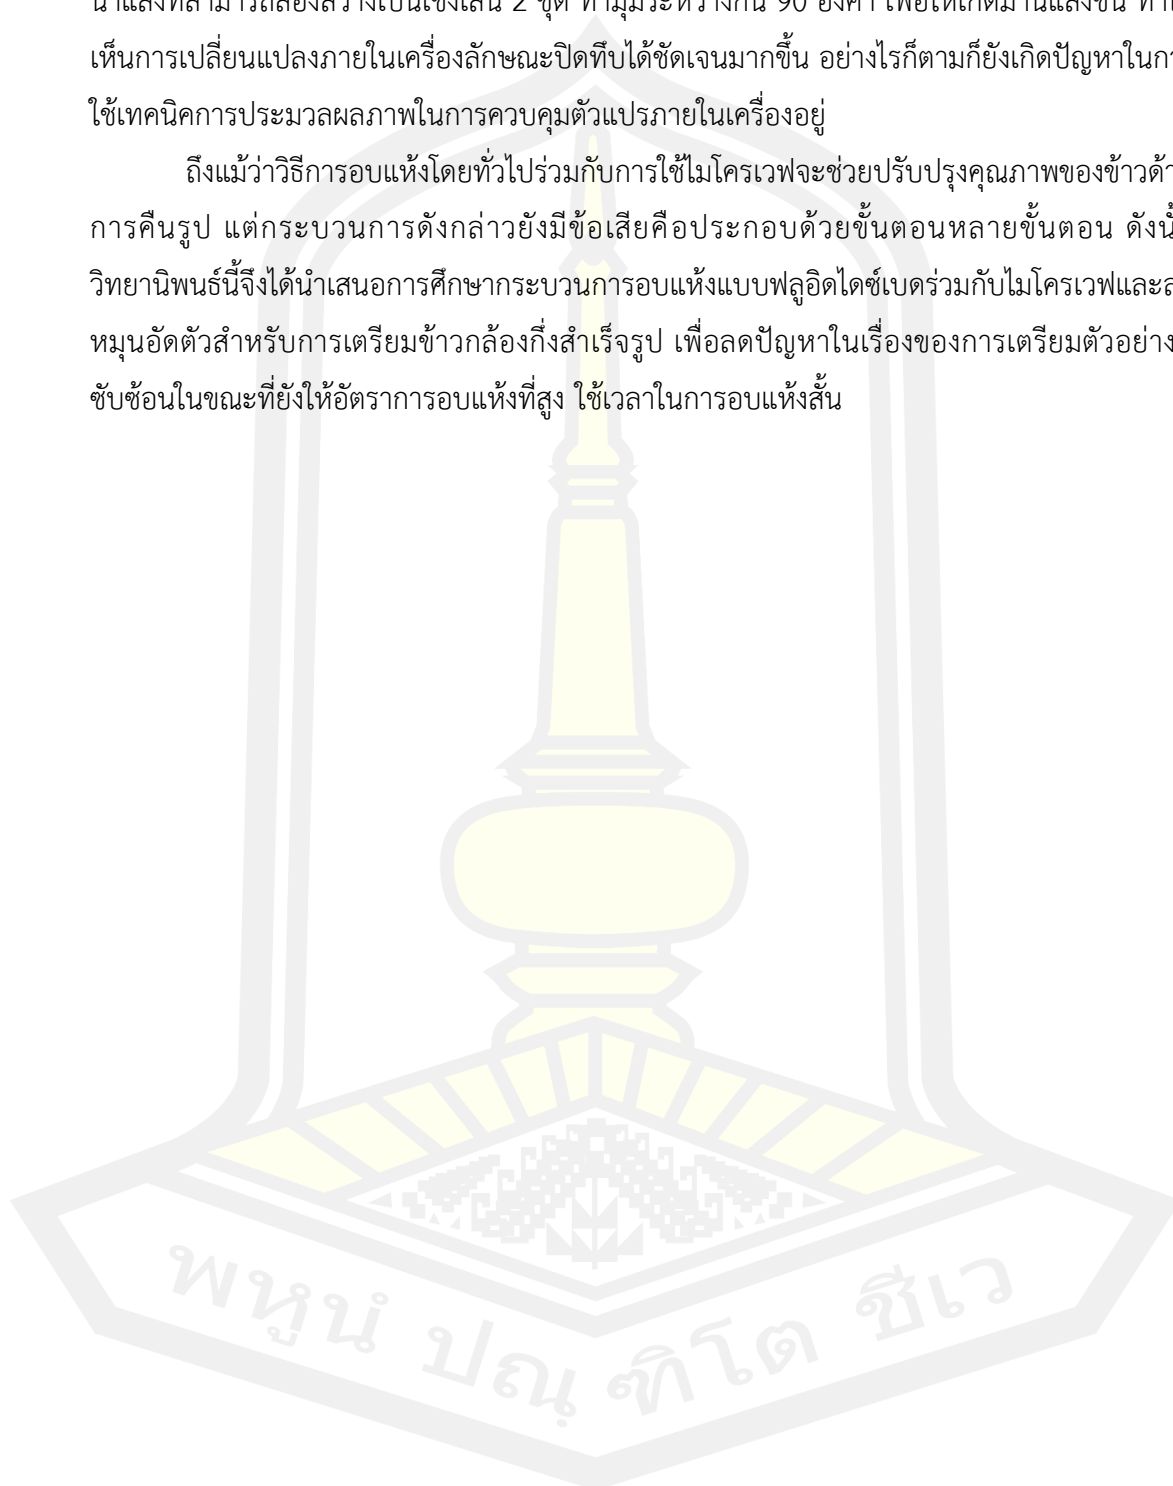 นำแสงที่สามารถส่องสว่างเป็นเชิงเส้น 2 ชุด ทำมุมระหว่างกัน 90 องศา เพื่อให้เกิดม่านแสงขึ้น
เห็นการเปลี่ยนแปลงภายในเครื่องลักษณะปิดทึบได้ชัดเจนมากขึ้น อย่างไรก็ตามก็ยังเกิดปัญหาใน
ใช้เทคนิคการประมวลผลภาพในการควบคุมตัวแปรภายในเครื่องอยู่
ถึงแม้ว่าวิธีการอบแห้งโดยทั่วไปร่วมกับการใช้ไมโครเวฟจะช่วยปรับปรุงคุณภาพของข้าว
การคืนรูป แต่กระบวนการดังกล่าวยังมีข้อเสียคือประกอบด้วยขั้นตอนหลายขั้นตอน
วิทยานิพนธ์นี้จึงได้นำเสนอการศึกษากระบวนการอบแห้งแบบฟลูอิดไดซ์เบดร่วมกับไมโครเวฟและ
หมุนอัดตัวสำหรับการเตรียมข้าวกล้องกึ่งสำเร็จรูป เพื่อลดปัญหาในเรื่องของการเตรียมตัวอย่าง
ซับซ้อนในขณะที่ยังให้อัตราการอบแห้งที่สูง ใช้เวลาในการอบแห้งสั้น
พหูนํ ปณฺฑิโต ชีเว